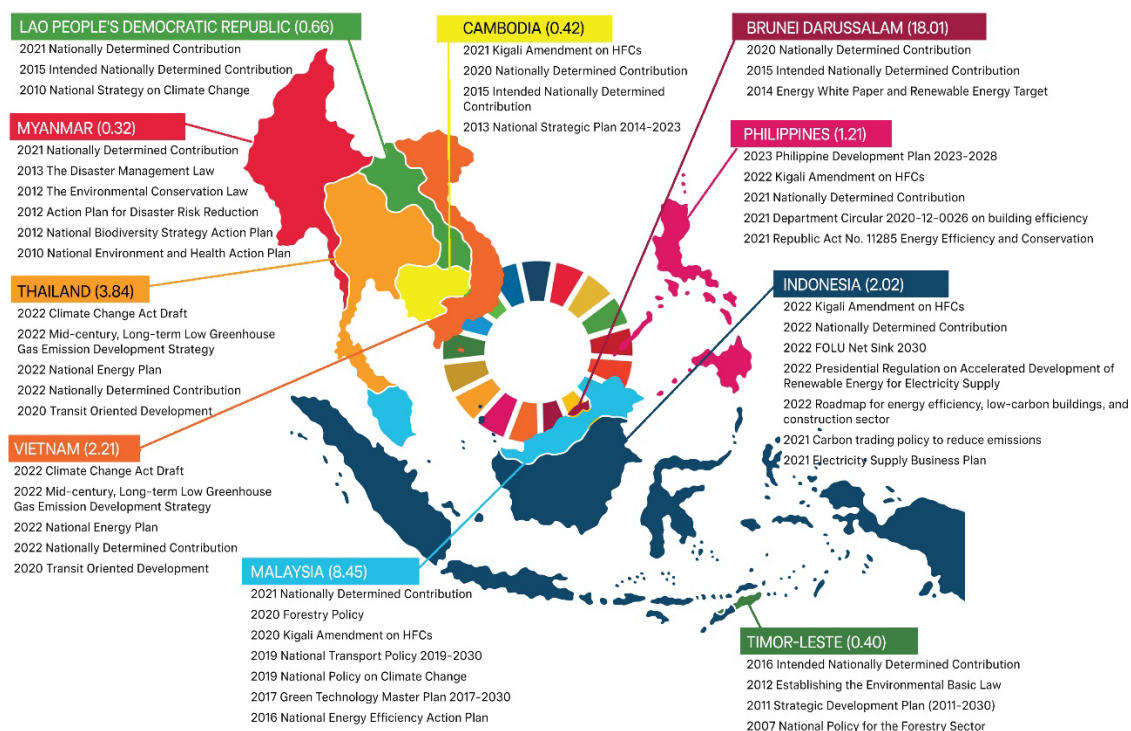 LAO PEOPLE'S DEMOCRATIC REPUBLIC (0.66)
2021 Nationally Determined Contribution
2015 Intended Nationally Determined Contribution
2010 National Strategy on Climate Change
CAMBODIA (0.42)
2021 Kigali Amendment on HFCs
2020 Nationally Determined Contribution
2015 Intended Nationally Determined
Contribution
2013 National Strategic Plan 2014–2023
BRUNEI DARUSSALAM (18.01)
2020 Nationally Determined Contribution
2015 Intended Nationally Determined Contribution
2014 Energy White Paper and Renewable Energy Target
MYANMAR (0.32)
2021 Nationally Determined Contribution
2013 The Disaster Management Law
2012 The Environmental Conservation Law
2012 Action Plan for Disaster Risk Reduction
2012 National Biodiversity Strategy Action Plan
2010 National Environment and Health Action Plan
PHILIPPINES (1.21)
2023 Philippine Development Plan 2023–2028
2022 Kigali Amendment on HFCs
2021 Nationally Determined Contribution
2021 Department Circular 2020-12-0026 on building efficiency
2021 Republic Act No. 11285 Energy Efficiency and Conservation
THAILAND (3.84)
2022 Climate Change Act Draft
2022 Mid-century, Long-term Low Greenhouse
Gas Emission Development Strategy
2022 National Energy Plan
2022 Nationally Determined Contribution
2020 Transit Oriented Development
INDONESIA (2.02)
2022 Kigali Amendment on HFCs
2022 Nationally Determined Contribution
2022 FOLU Net Sink 2030
2022 Presidential Regulation on Accelerated Development of
Renewable Energy for Electricity Supply
2022 Roadmap for energy efficiency, low-carbon buildings, and
construction sector
2021 Carbon trading policy to reduce emissions
2021 Electricity Supply Business Plan
VIETNAM (2.21)
2022 Climate Change Act Draft
2022 Mid-century, Long-term Low Greenhouse
Gas Emission Development Strategy
2022 National Energy Plan
2022 Nationally Determined Contribution
2020 Transit Oriented Development
MALAYSIA (8.45)
2021 Nationally Determined Contribution
2020 Forestry Policy
2020 Kigali Amendment on HFCs
2019 National Transport Policy 2019–2030
2019 National Policy on Climate Change
2017 Green Technology Master Plan 2017–2030
2016 National Energy Efficiency Action Plan
TIMOR-LESTE (0.40)
2016 Intended Nationally Determined Contribution
2012 Establishing the Environmental Basic Law
2011 Strategic Development Plan (2011-2030)
2007 National Policy for the Forestry Sector